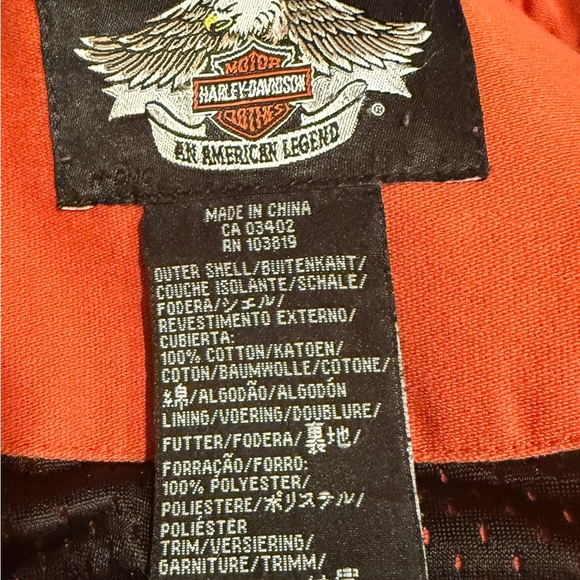 MOTOR
HARLEY-DAVIDSON
CLOTHES
®
AN AMERICAN LEGEND
MADE IN CHINA
CA 03402
RN 103819
OUTER SHELL/BUITENKANT/
COUCHE ISOLANTE/SCHALE/
FODERA/シェル/
REVESTIMENTO EXTERNO/
CUBIERTA:
100% COTTON/KATOEN/
COTON/BAUMWOLLE/COTONE/
綿/ALGODÃO/ALGODÓN
LINING/VOERING/DOUBLURE/
FUTTER/FODERA/裏地/
FORRAÇÃO/FORRO:
100% POLYESTER/
POLIESTERE/ポリステル/
POLIÉSTER
TRIM/VERSIERING/
GARNITURE/TRIMM/